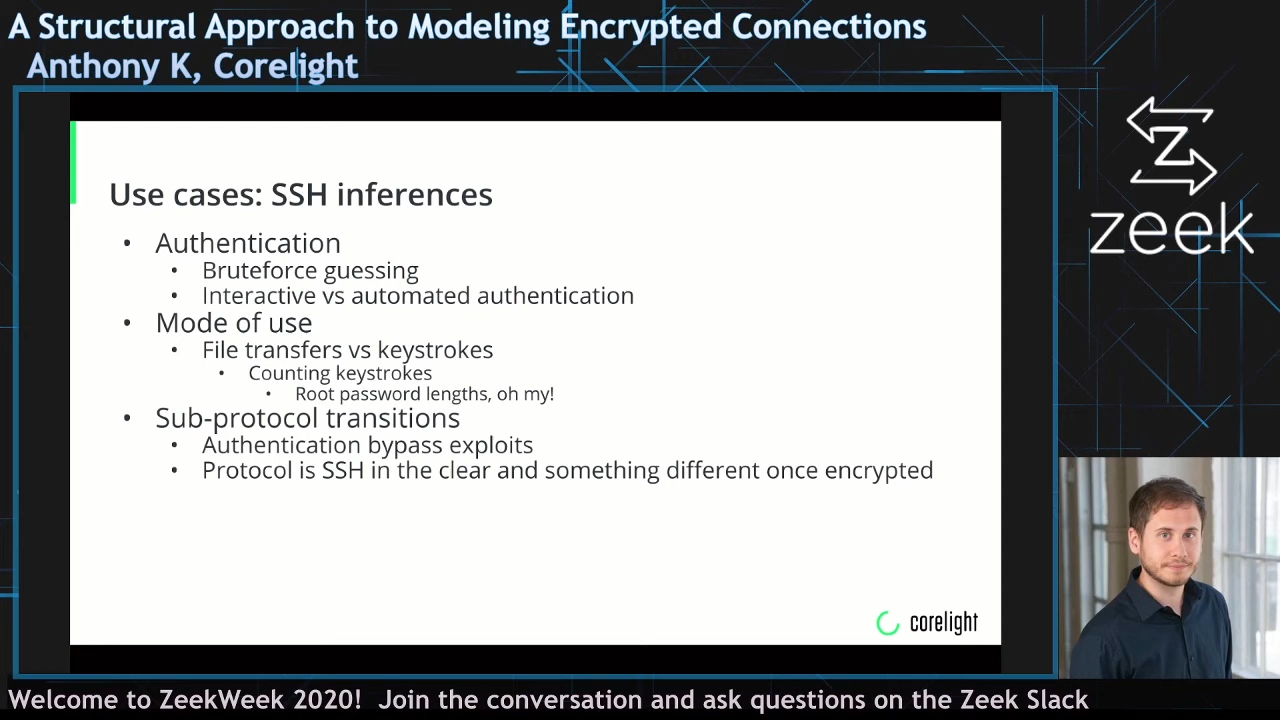 A Structural Approach to Modeling Encrypted Connections
Anthony K, Corelight
Use cases: SSH inferences
• Authentication
• Bruteforce guessing
• Interactive vs automated authentication
• Mode of use
• File transfers vs keystrokes
• Counting keystrokes
• Root password lengths, oh my!
• Sub-protocol transitions
• Authentication bypass exploits
• Protocol is SSH in the clear and something different once encrypted
corelight
Z
zeek
Welcome to ZeekWeek 2020! Join the conversation and ask questions on the Zeek Slack